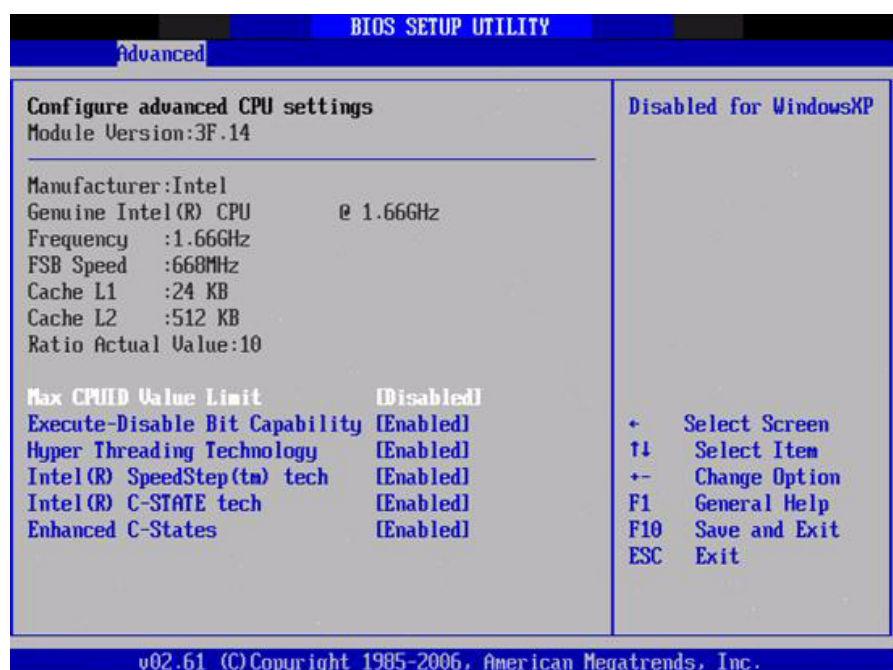 BIOS SETUP UTILITY
Advanced
Configure advanced CPU settings
Module Version:3F.14
Manufacturer:Intel
Genuine Intel(R) CPU @ 1.66GHz
Frequency :1.66GHz
FSB Speed :668MHz
Cache L1 :24 KB
Cache L2 :512 KB
Ratio Actual Value:10
Max CPUID Value Limit [Disabled]
Execute-Disable Bit Capability [Enabled]
Hyper Threading Technology [Enabled]
Intel(R) SpeedStep(tm) tech [Enabled]
Intel(R) C-STATE tech [Enabled]
Enhanced C-States [Enabled]
Disabled for WindowsXP
← Select Screen
↑↓ Select Item
+- Change Option
F1 General Help
F10 Save and Exit
ESC Exit
v02.61 (C)Copyright 1985-2006, American Megatrends, Inc.